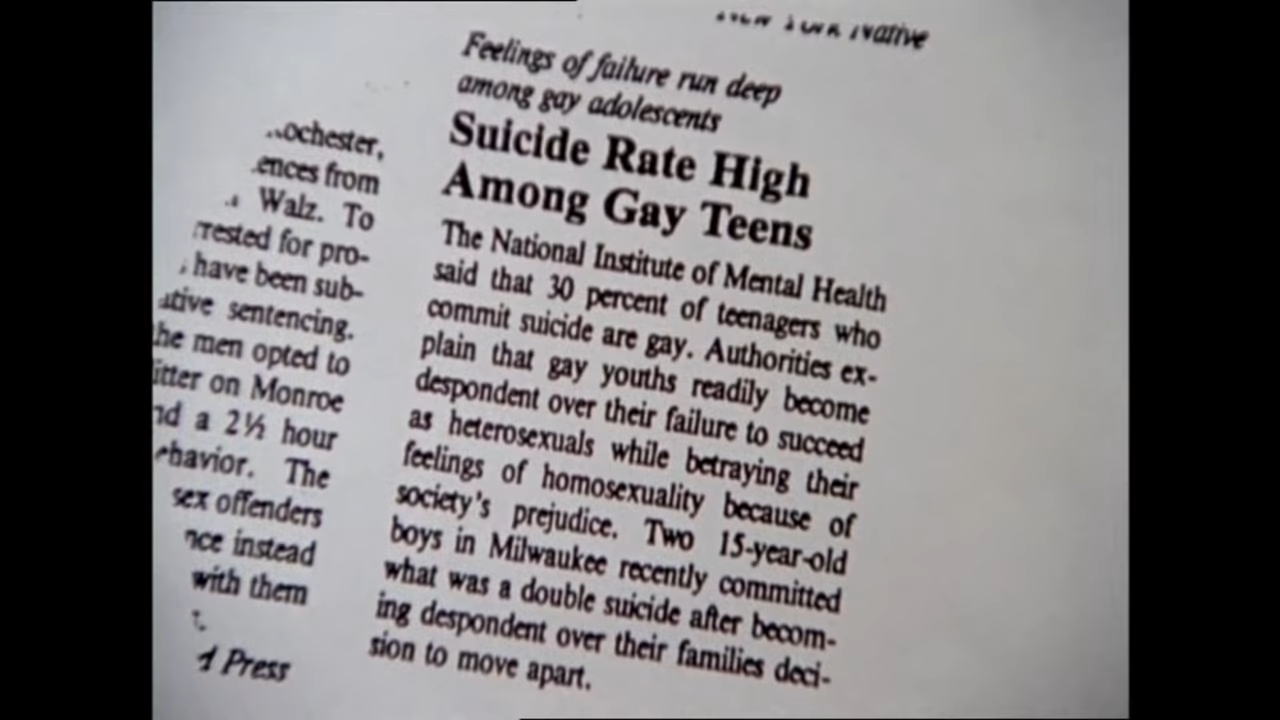 Native
ochester,
ences from
Walz. To
rested for pro-
have been sub-
ative sentencing.
he men opted to
itter on Monroe
nd a 2½ hour
ehavior. The
sex offenders
nce instead
with them
t.
d Press
Feelings of failure run deep
among gay adolescents
Suicide Rate High
Among Gay Teens
The National Institute of Mental Health
said that 30 percent of teenagers who
commit suicide are gay. Authorities ex-
plain that gay youths readily become
despondent over their failure to succeed
as heterosexuals while betraying their
feelings of homosexuality because of
society's prejudice. Two 15-year-old
boys in Milwaukee recently committed
what was a double suicide after becom-
ing despondent over their families deci-
sion to move apart.